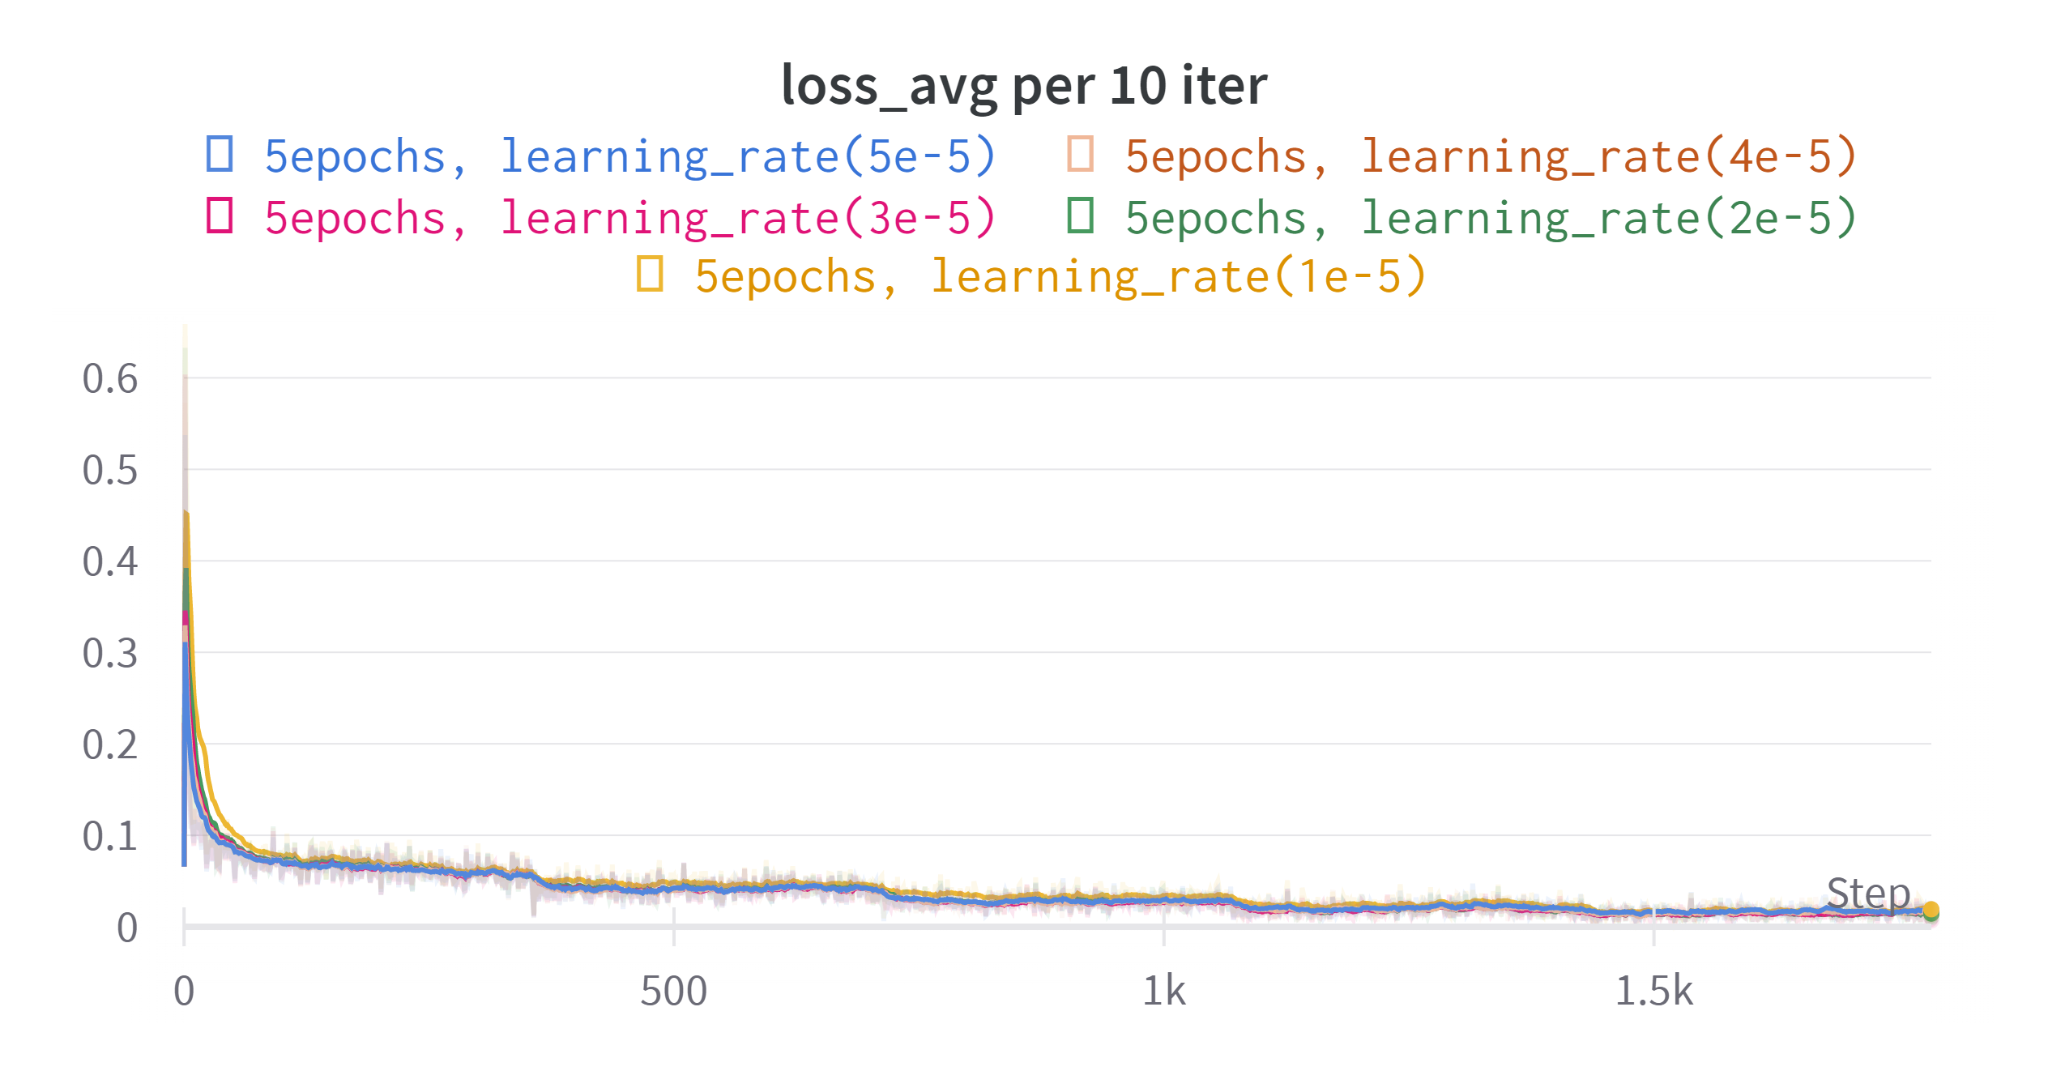 loss_avg per 10 iter
5epochs, learning_rate(5e-5) 5epochs, learning_rate(4e-5)
5epochs, learning_rate(3e-5) 5epochs, learning_rate(2e-5)
5epochs, learning_rate(1e-5)
0.6
0.5
0.4
0.3
0.2
0.1
Step
0
0 500 1k 1.5k